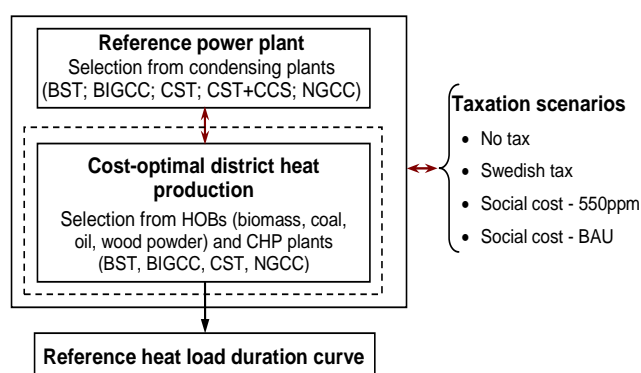 Reference power plant
Selection from condensing plants
(BST; BIGCC; CST; CST+CCS; NGCC)
Cost-optimal district heat
production
Selection from HOBs (biomass, coal,
oil, wood powder) and CHP plants
(BST, BIGCC, CST, NGCC)
Reference heat load duration curve
Taxation scenarios
• No tax
• Swedish tax
• Social cost - 550ppm
• Social cost - BAU